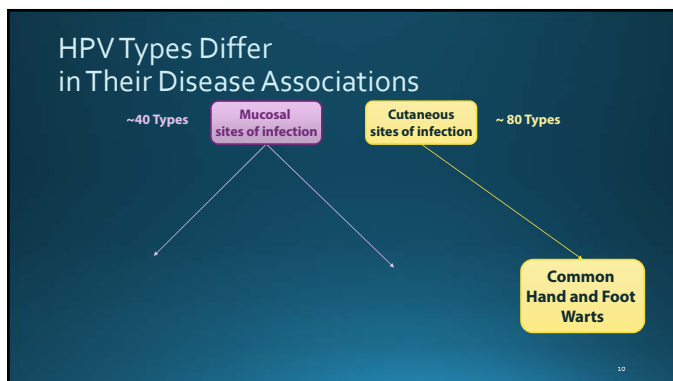 HPV Types Differ
in Their Disease Associations
~40 Types
Mucosal
sites of infection
Cutaneous
sites of infection
~ 80 Types
Common
Hand and Foot
Warts
10